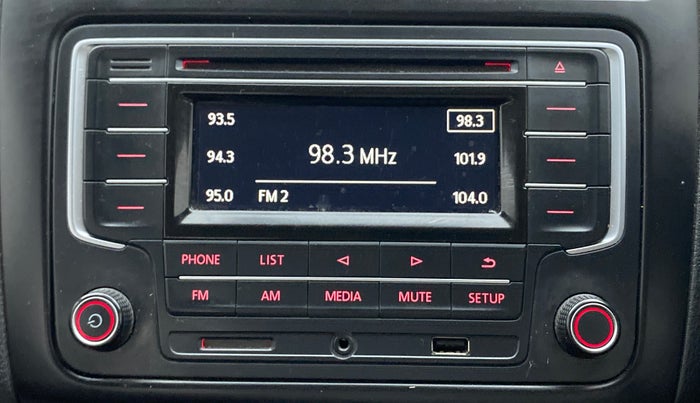 93.5
98.3
94.3
98.3 MHz
101.9
95.0
FM 2
104.0
PHONE LIST
FM AM MEDIA MUTE SETUP